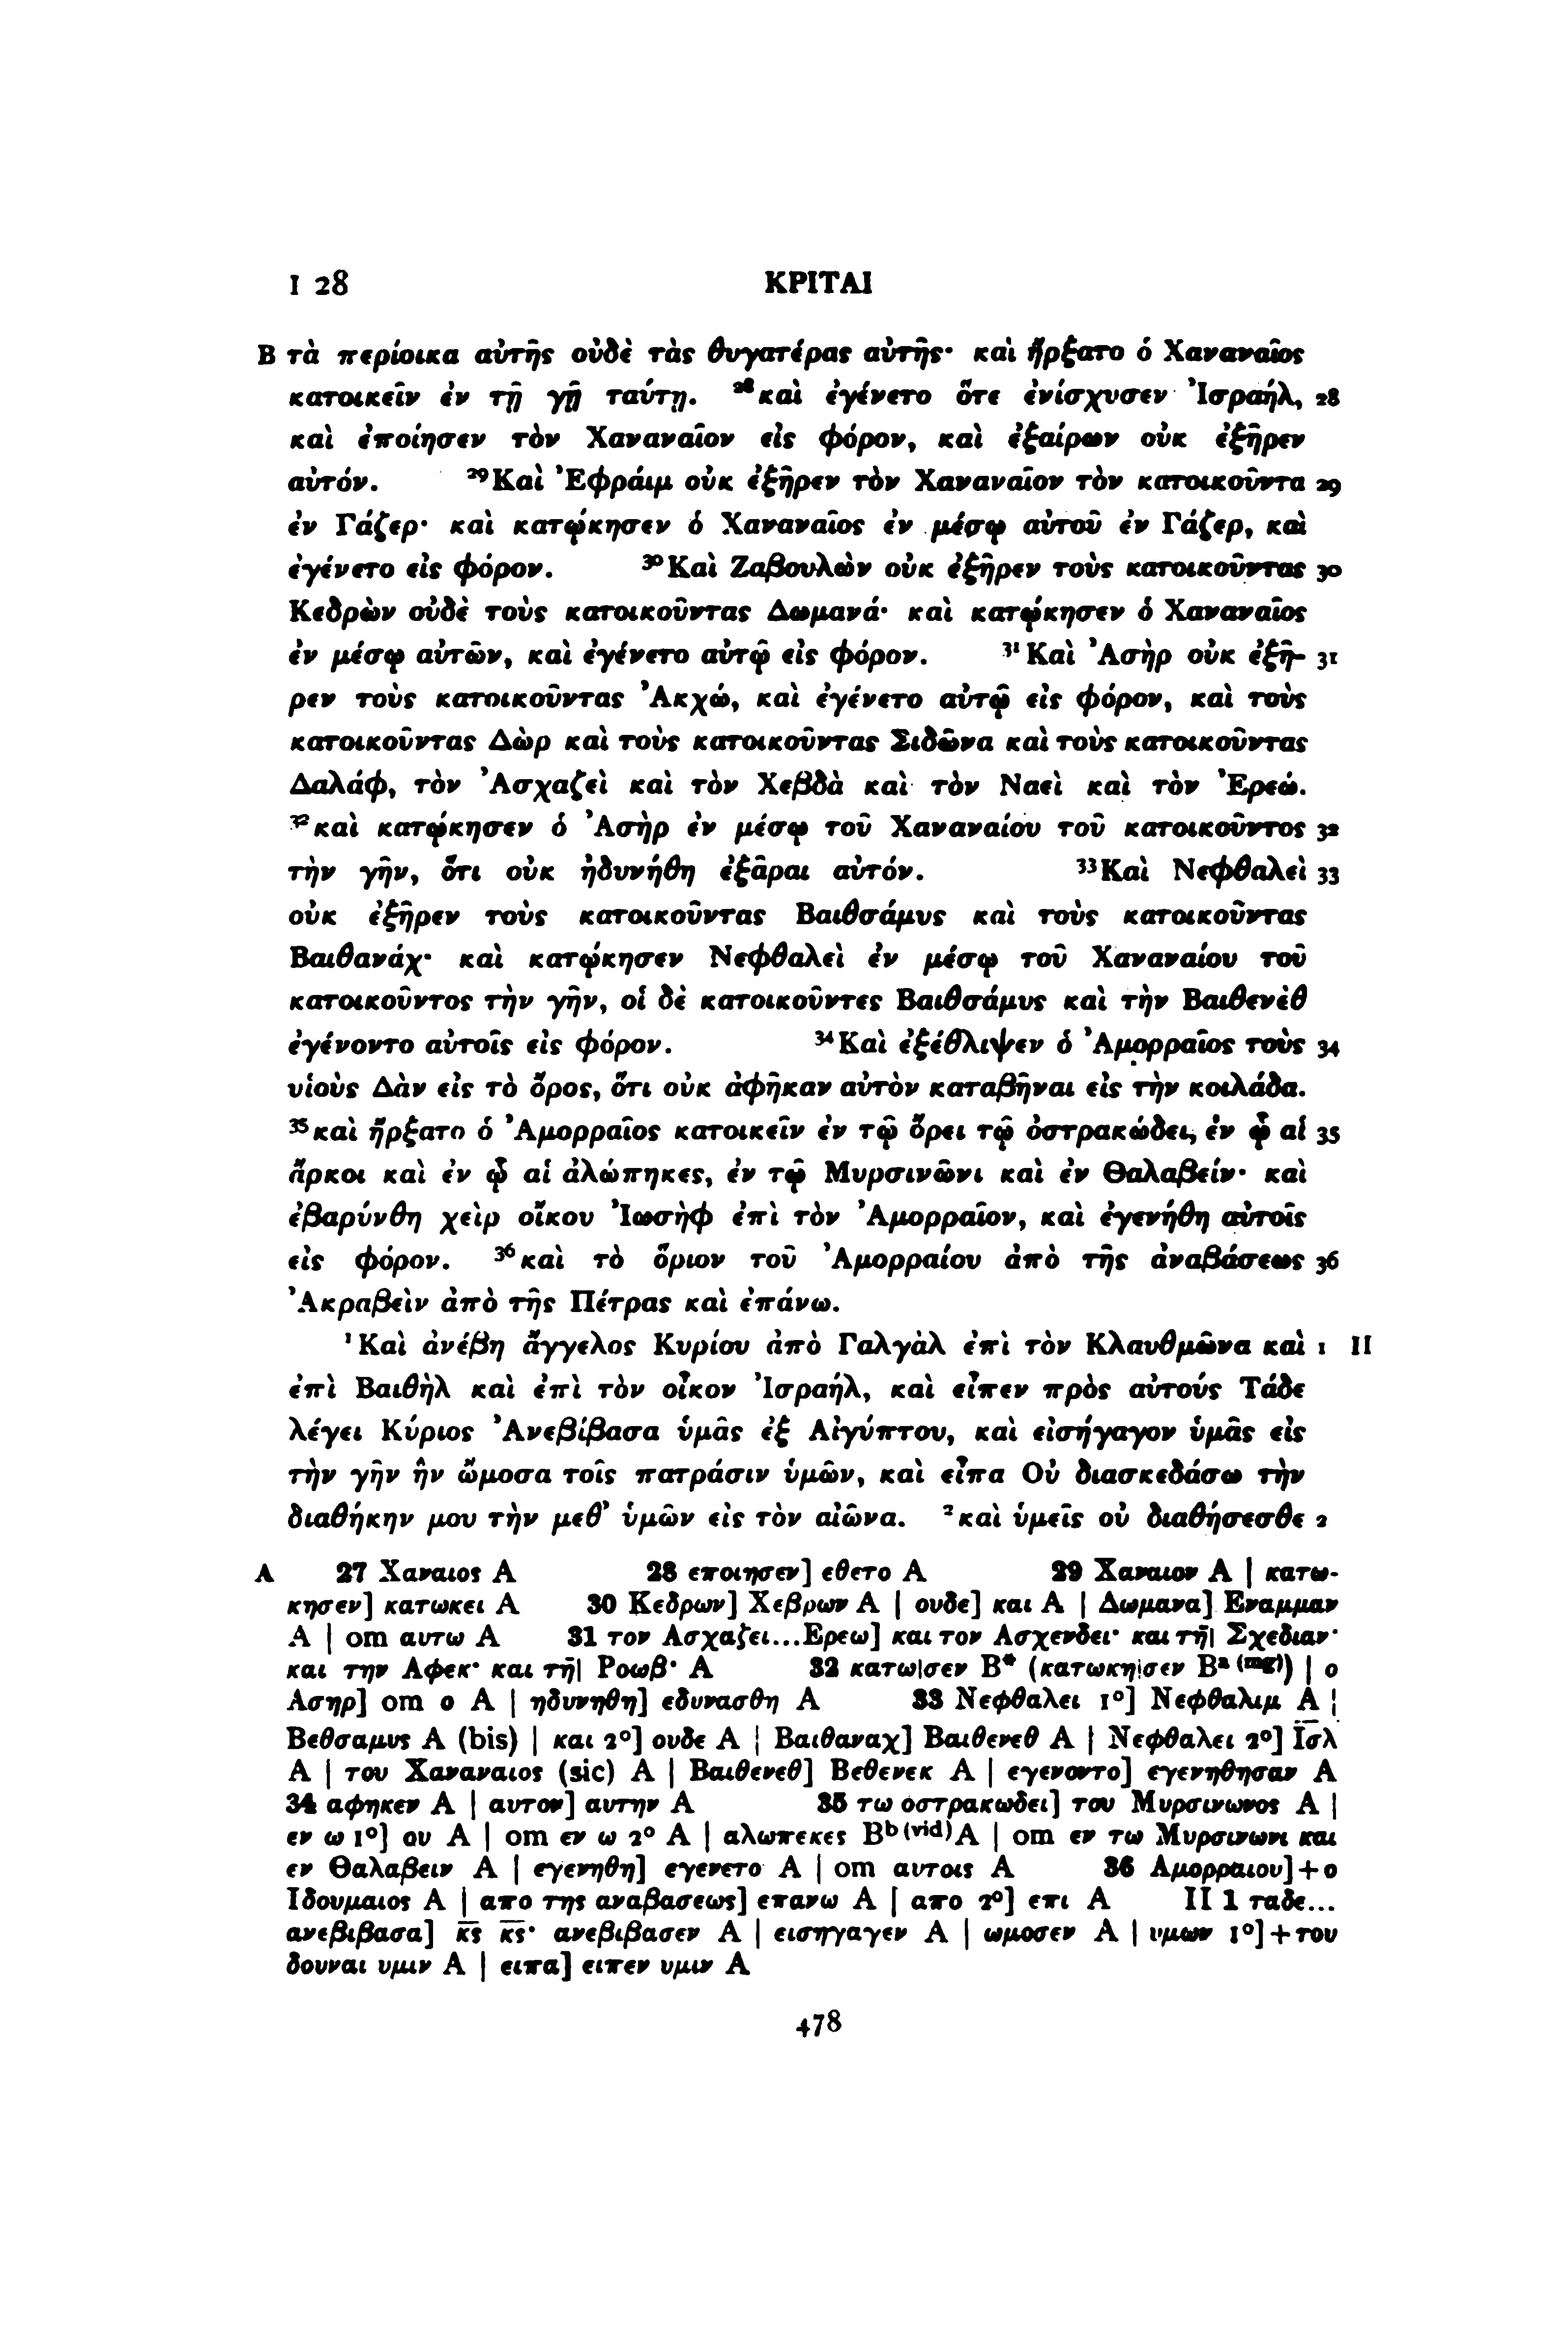 I 28 ΚΡΙΤΑΙ
B τὰ περίοικα αὐτῆς οὐδὲ τὰς θυγατέρας αὐτῆς· καὶ ἤρξατο ὁ Χαναναῖος
κατοικεῖν ἐν τῇ γῇ ταύτῃ. ²⁸καὶ ἐγένετο ὅτε ἐνίσχυσεν Ἰσραήλ, 28
καὶ ἐποίησεν τὸν Χαναναῖον εἰς φόρον, καὶ ἐξαίρων οὐκ ἐξῆρεν
αὐτόν. ²⁹Καὶ Ἐφράιμ οὐκ ἐξῆρεν τὸν Χαναναῖον τὸν κατοικοῦντα 29
ἐν Γάζερ· καὶ κατῴκησεν ὁ Χαναναῖος ἐν μέσῳ αὐτοῦ ἐν Γάζερ, καὶ
ἐγένετο εἰς φόρον. ³⁰Καὶ Ζαβουλὼν οὐκ ἐξῆρεν τοὺς κατοικοῦντας 30
Κεδρὼν οὐδὲ τοὺς κατοικοῦντας Δωμανά· καὶ κατῴκησεν ὁ Χαναναῖος
ἐν μέσῳ αὐτῶν, καὶ ἐγένετο αὐτῷ εἰς φόρον. ³¹Καὶ Ἀσὴρ οὐκ ἐξῆ- 31
ρεν τοὺς κατοικοῦντας Ἀκχώ, καὶ ἐγένετο αὐτῷ εἰς φόρον, καὶ τοὺς
κατοικοῦντας Δὼρ καὶ τοὺς κατοικοῦντας Σιδῶνα καὶ τοὺς κατοικοῦντας
Δαλάφ, τὸν Ἀσχαζεὶ καὶ τὸν Χεβδὰ καὶ τὸν Ναεὶ καὶ τὸν Ἐρεώ.
³²καὶ κατῴκησεν ὁ Ἀσὴρ ἐν μέσῳ τοῦ Χαναναίου τοῦ κατοικοῦντος 32
τὴν γῆν, ὅτι οὐκ ἠδυνήθη ἐξᾶραι αὐτόν. ³³Καὶ Νεφθαλεὶ 33
οὐκ ἐξῆρεν τοὺς κατοικοῦντας Βαιθσάμυς καὶ τοὺς κατοικοῦντας
Βαιθανάχ· καὶ κατῴκησεν Νεφθαλεὶ ἐν μέσῳ τοῦ Χαναναίου τοῦ
κατοικοῦντος τὴν γῆν, οἱ δὲ κατοικοῦντες Βαιθσάμυς καὶ τὴν Βαιθενὲθ
ἐγένοντο αὐτοῖς εἰς φόρον. ³⁴Καὶ ἐξέθλιψεν ὁ Ἀμορραῖος τοὺς 34
υἱοὺς Δὰν εἰς τὸ ὄρος, ὅτι οὐκ ἀφῆκαν αὐτὸν καταβῆναι εἰς τὴν κοιλάδα.
³⁵καὶ ἤρξατο ὁ Ἀμορραῖος κατοικεῖν ἐν τῷ ὄρει τῷ ὀστρακώδει, ἐν ᾧ αἱ 35
ἄρκοι καὶ ἐν ᾧ αἱ ἀλώπηκες, ἐν τῷ Μυρσινῶνι καὶ ἐν Θαλαβείν· καὶ
ἐβαρύνθη χεὶρ οἴκου Ἰωσὴφ ἐπὶ τὸν Ἀμορραῖον, καὶ ἐγενήθη αὐτοῖς
εἰς φόρον. ³⁶καὶ τὸ ὅριον τοῦ Ἀμορραίου ἀπὸ τῆς ἀναβάσεως 36
Ἀκραβεὶν ἀπὸ τῆς Πέτρας καὶ ἐπάνω.
¹Καὶ ἀνέβη ἄγγελος Κυρίου ἀπὸ Γαλγὰλ ἐπὶ τὸν Κλαυθμῶνα καὶ 1 II
ἐπὶ Βαιθὴλ καὶ ἐπὶ τὸν οἶκον Ἰσραήλ, καὶ εἶπεν πρὸς αὐτούς Τάδε
λέγει Κύριος Ἀνεβίβασα ὑμᾶς ἐξ Αἰγύπτου, καὶ εἰσήγαγον ὑμᾶς εἰς
τὴν γῆν ἣν ὤμοσα τοῖς πατράσιν ὑμῶν, καὶ εἶπα Οὐ διασκεδάσω τὴν
διαθήκην μου τὴν μεθ' ὑμῶν εἰς τὸν αἰῶνα. ²καὶ ὑμεῖς οὐ διαθήσεσθε 2
A 27 Χαναιος A 28 εποιησεν] εθετο A 29 Χαναιον A | κατω-
κησεν] κατωκει A 30 Κεδρων] Χεβρων A | ουδε] και A | Δωμανα] Εναμμαν
A | om αυτω A 31 τον Ασχαζει...Ερεω] και τον Ασχενδει· και τη̄| Σχεδιαν·
και την Αφεκ· και τη̄| Ροωβ· A 32 κατω|σεν B* (κατωκη|σεν Bᵃ⁽ᵐᵍ⁾) | ο
Ασηρ] om ο A | ηδυνηθη] εδυνασθη A 33 Νεφθαλει 1°] Νεφθαλιμ A |
Βεθσαμυς A (bis) | και 2°] ουδε A | Βαιθαναχ] Βαιθενεθ A | Νεφθαλει 2°] Ι̅σ̅λ̅
A | του Χαναναιος (sic) A | Βαιθενεθ] Βεθενεκ A | εγενοντο] εγενηθησαν A
34 αφηκεν A | αυτον] αυτην A 35 τω οστρακωδει] του Μυρσινωνος A |
εν ω 1°] ου A | om εν ω 2° A | αλωπεκες Bᵇ⁽ᵛⁱᵈ⁾A | om εν τω Μυρσινωνι και
εν Θαλαβειν A | εγενηθη] εγενετο A | om αυτοις A 36 Αμορραιου]+ο
Ιδουμαιος A | απο της αναβασεως] επανω A | απο 2°] επι A II 1 ταδε...
ανεβιβασα] κ̅ς̅ κ̅ς̅· ανεβιβασεν A | εισηγαγεν A | ωμοσεν A | υμων 1°]+του
δουναι υμιν A | ειπα] ειπεν υμιν A
478